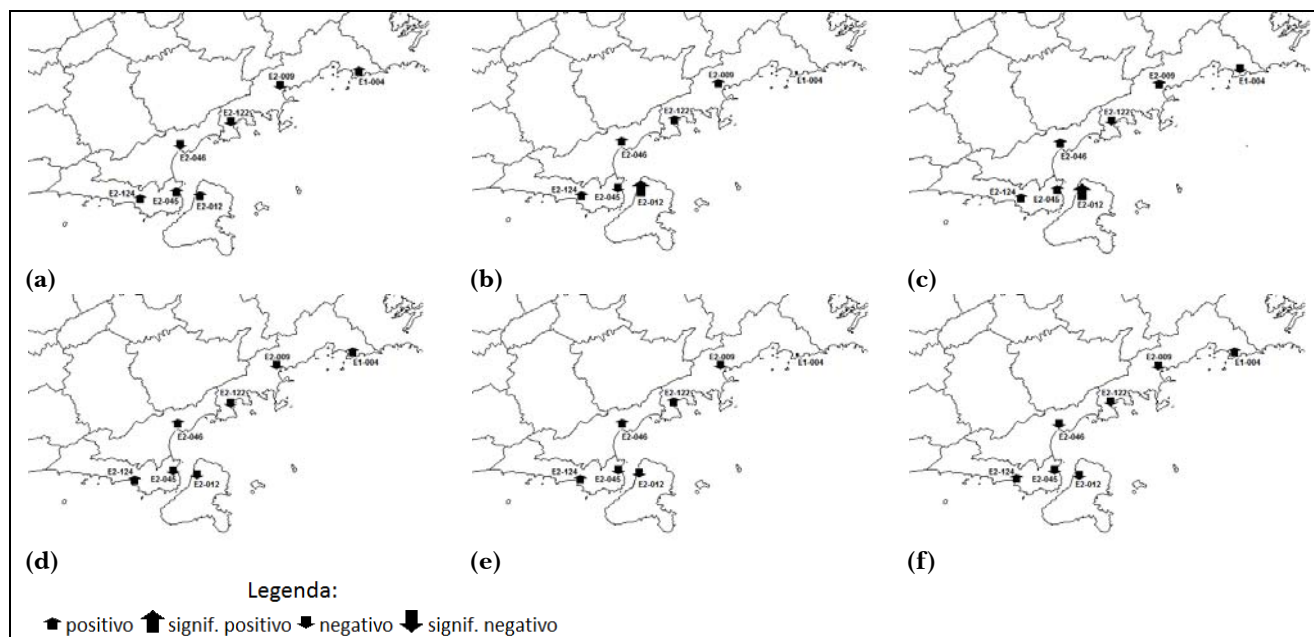 E2-009
E1-004
E2-122
E2-046
E2-124
E2-045
E2-012
(a)
E2-009
E1-004
E2-122
E2-046
E2-124
E2-045
E2-012
(b)
E2-009
E1-004
E2-122
E2-046
E2-124
E2-045
E2-012
(c)
E2-009
E1-004
E2-122
E2-046
E2-124
E2-045
E2-012
(d)
E2-009
E1-004
E2-122
E2-046
E2-124
E2-045
E2-012
(e)
E2-009
E1-004
E2-122
E2-046
E2-124
E2-045
E2-012
(f)
Legenda:
positivo signif. positivo negativo signif. negativo